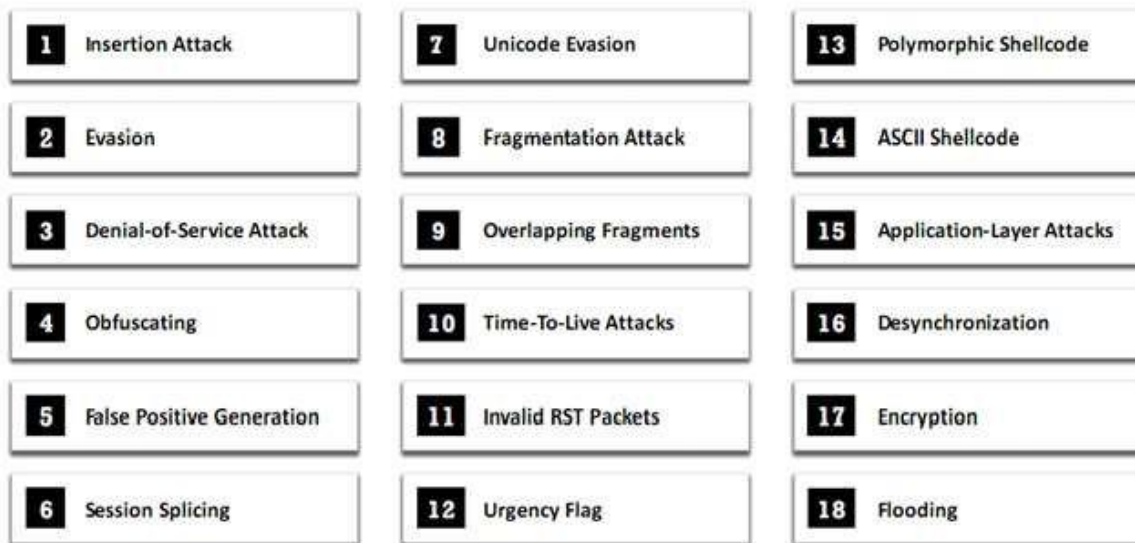 1 Insertion Attack
2 Evasion
3 Denial-of-Service Attack
4 Obfuscating
5 False Positive Generation
6 Session Splicing
7 Unicode Evasion
8 Fragmentation Attack
9 Overlapping Fragments
10 Time-To-Live Attacks
11 Invalid RST Packets
12 Urgency Flag
13 Polymorphic Shellcode
14 ASCII Shellcode
15 Application-Layer Attacks
16 Desynchronization
17 Encryption
18 Flooding